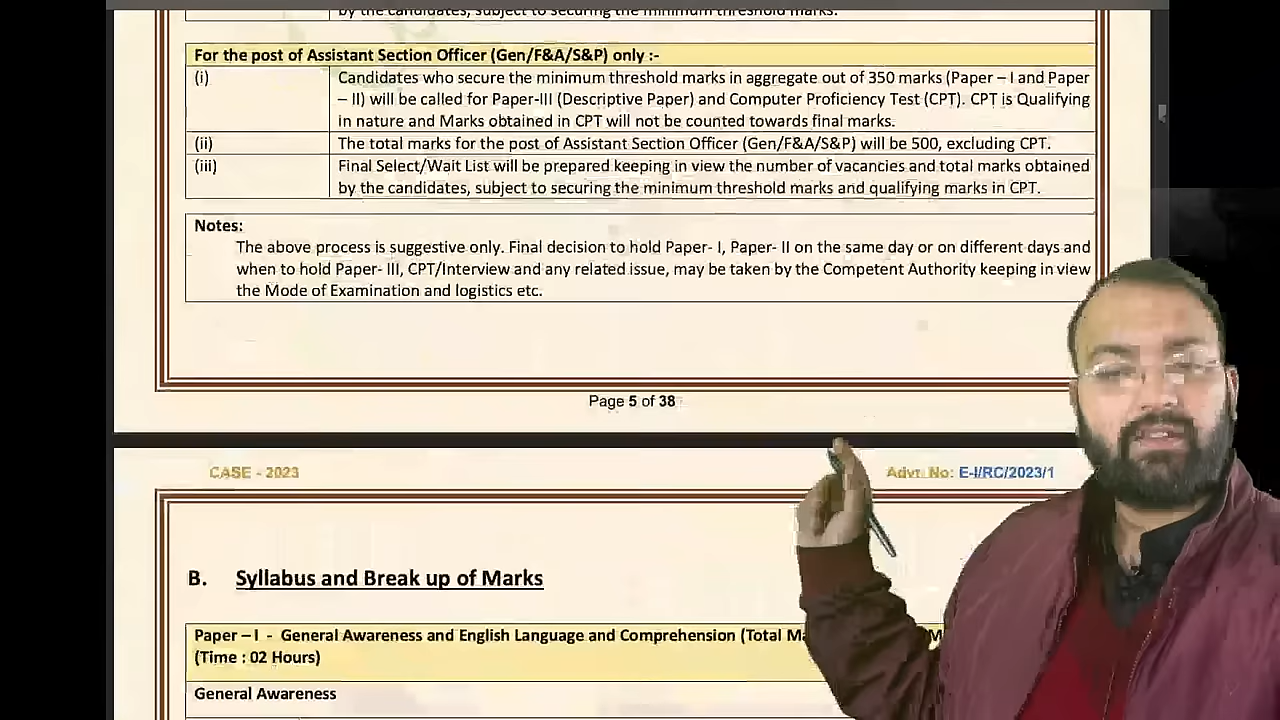 by the candidates, subject to securing the minimum threshold marks.
For the post of Assistant Section Officer (Gen/F&A/S&P) only :-
(i) Candidates who secure the minimum threshold marks in aggregate out of 350 marks (Paper – I and Paper
– II) will be called for Paper-III (Descriptive Paper) and Computer Proficiency Test (CPT). CPT is Qualifying
in nature and Marks obtained in CPT will not be counted towards final marks.
(ii) The total marks for the post of Assistant Section Officer (Gen/F&A/S&P) will be 500, excluding CPT.
(iii) Final Select/Wait List will be prepared keeping in view the number of vacancies and total marks obtained
by the candidates, subject to securing the minimum threshold marks and qualifying marks in CPT.
Notes:
The above process is suggestive only. Final decision to hold Paper- I, Paper- II on the same day or on different days and
when to hold Paper- III, CPT/Interview and any related issue, may be taken by the Competent Authority keeping in view
the Mode of Examination and logistics etc.
Page 5 of 38
CASE - 2023 Advt. No: E-I/RC/2023/1
B. Syllabus and Break up of Marks
Paper – I - General Awareness and English Language and Comprehension (Total
(Time : 02 Hours)
General Awareness